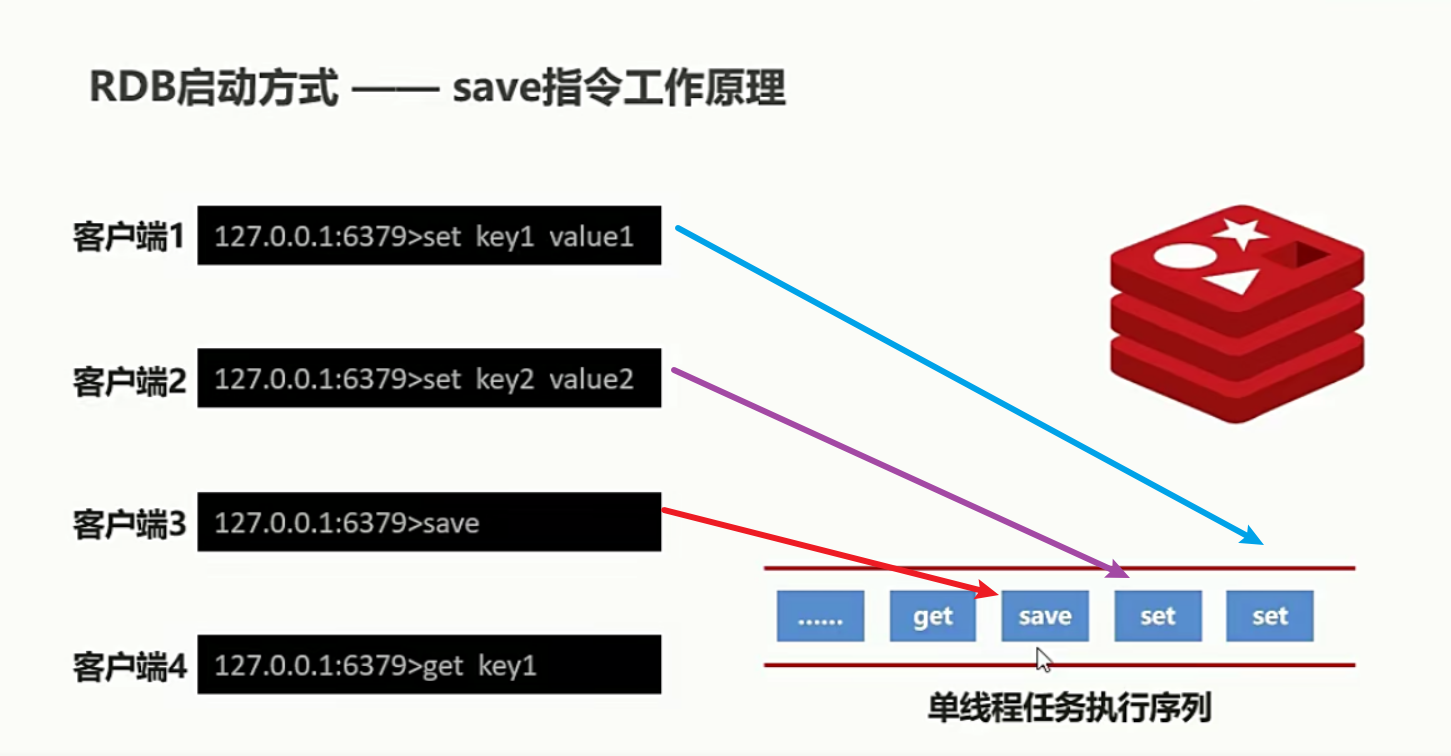 RDB启动方式 —— save指令工作原理
客户端1 127.0.0.1:6379>set key1 value1
客户端2 127.0.0.1:6379>set key2 value2
客户端3 127.0.0.1:6379>save
客户端4 127.0.0.1:6379>get key1
...... get save set set
单线程任务执行序列